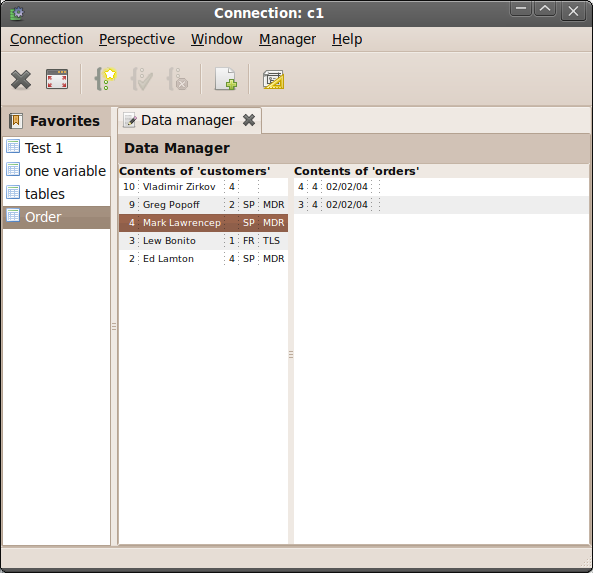 Connection: c1
Connection Perspective Window Manager Help
Favorites
Test 1
one variable
tables
Order
Data manager
Data Manager
Contents of 'customers'
10 Vladimir Zirkov 4
9 Greg Popoff 2 SP MDR
4 Mark Lawrencep SP MDR
3 Lew Bonito 1 FR TLS
2 Ed Lamton 4 SP MDR
Contents of 'orders'
4 4 02/02/04
3 4 02/02/04